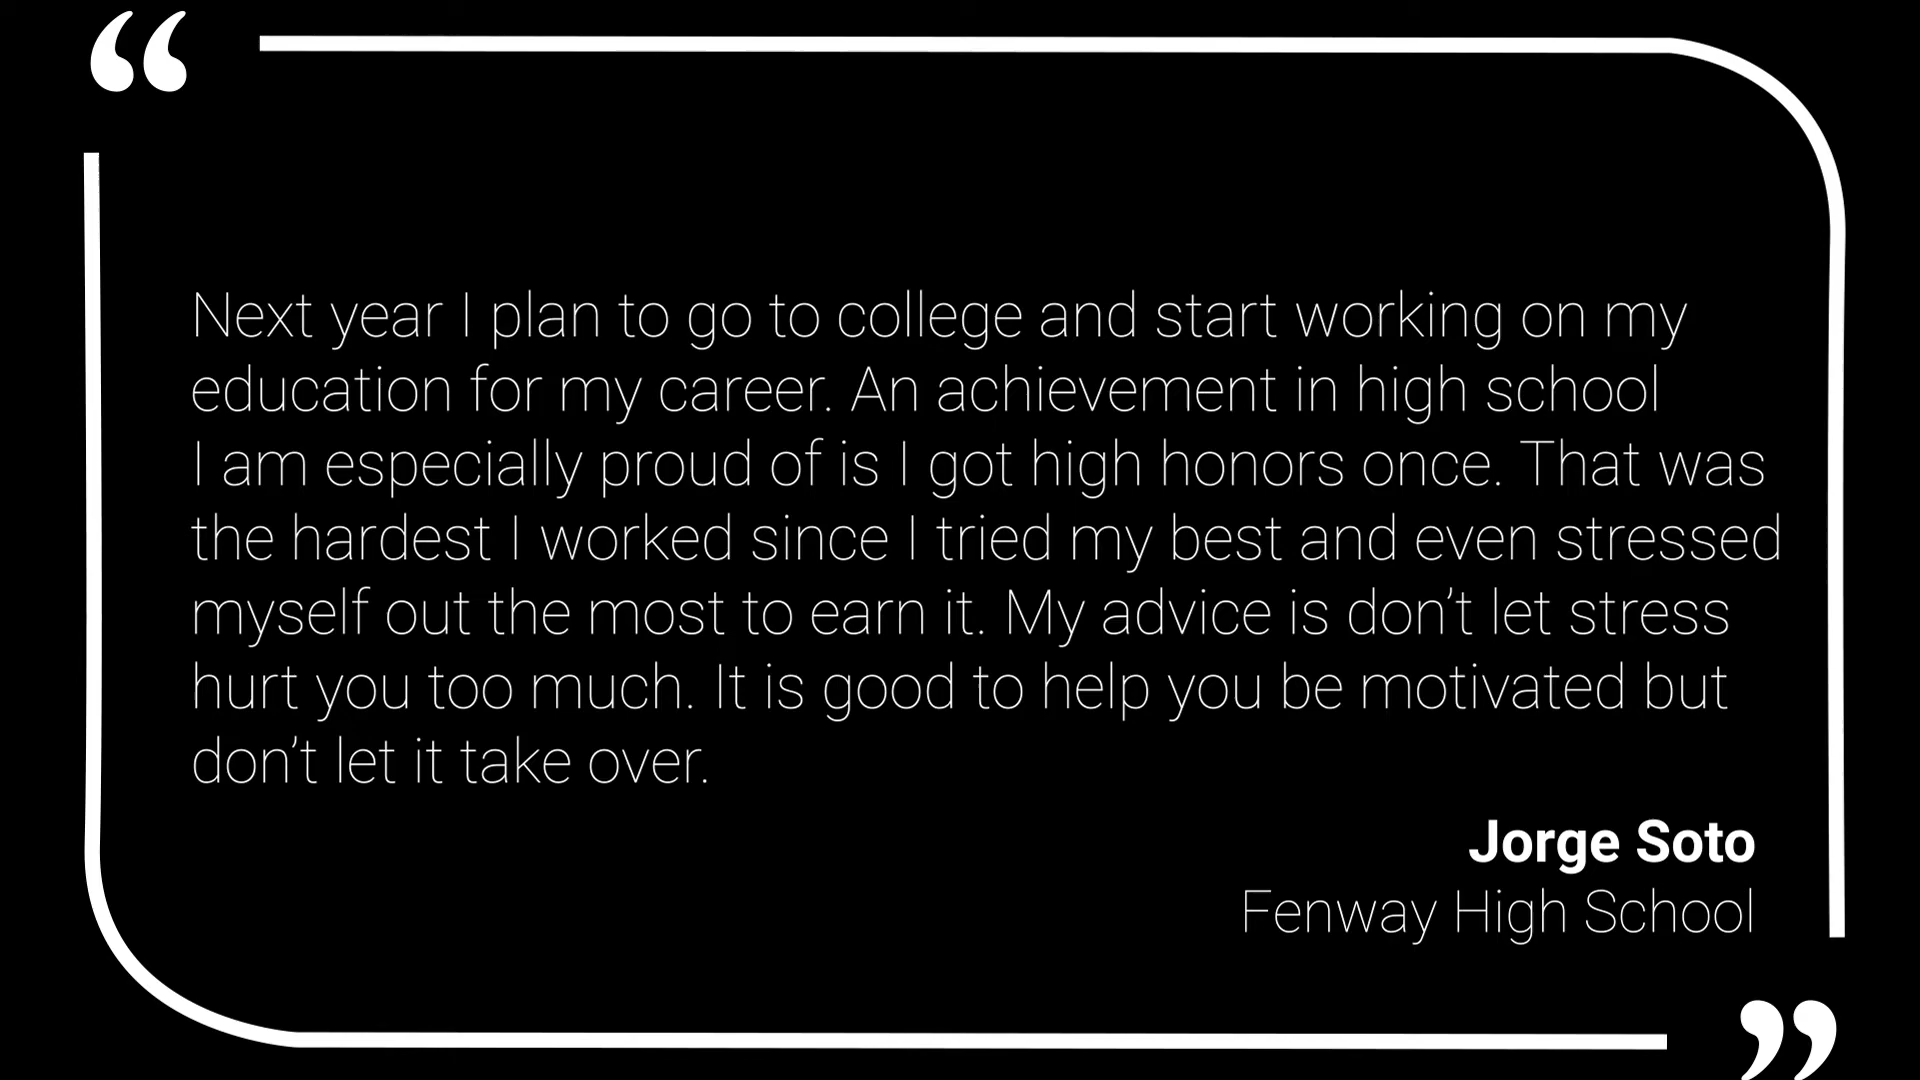 “
Next year I plan to go to college and start working on my
education for my career. An achievement in high school
I am especially proud of is I got high honors once. That was
the hardest I worked since I tried my best and even stressed
myself out the most to earn it. My advice is don’t let stress
hurt you too much. It is good to help you be motivated but
don’t let it take over.
Jorge Soto
Fenway High School
”